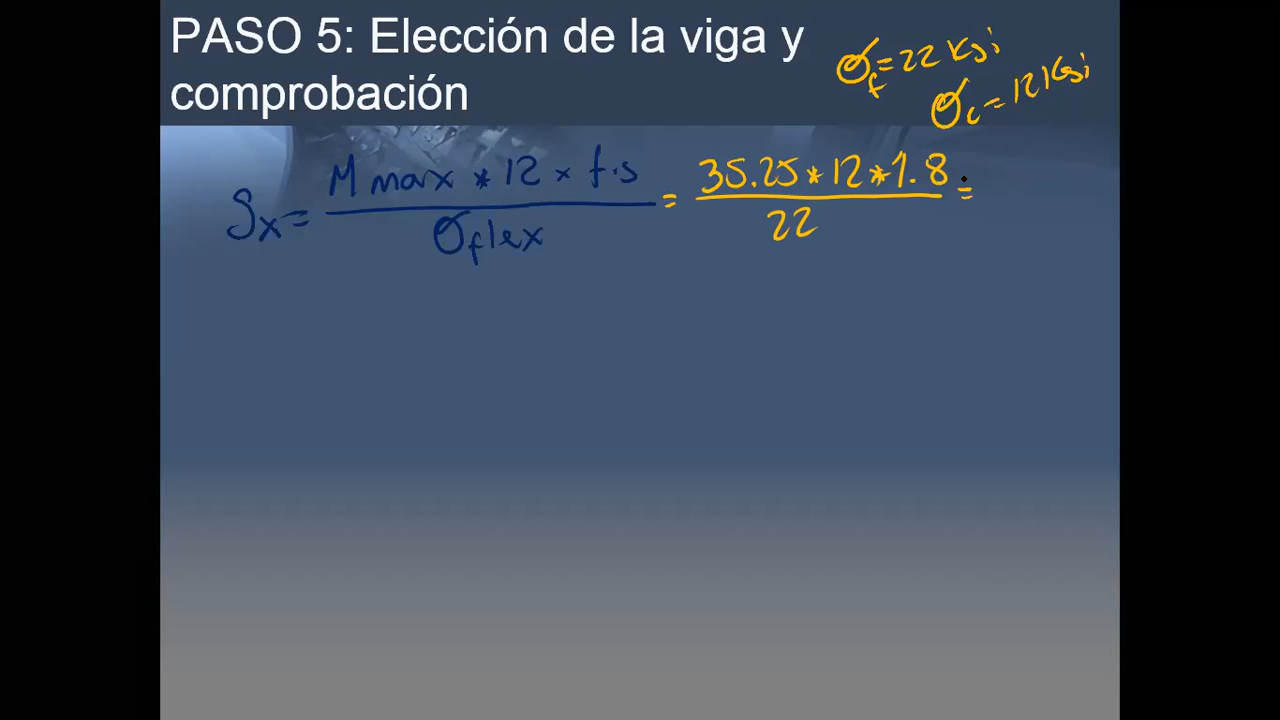 PASO 5: Elección de la viga y
comprobación
σf = 22 Ksi
σc = 12 Ksi
Sx = M max * 12 x f.s / σflex = 35.25 * 12 * 1.8 / 22 =